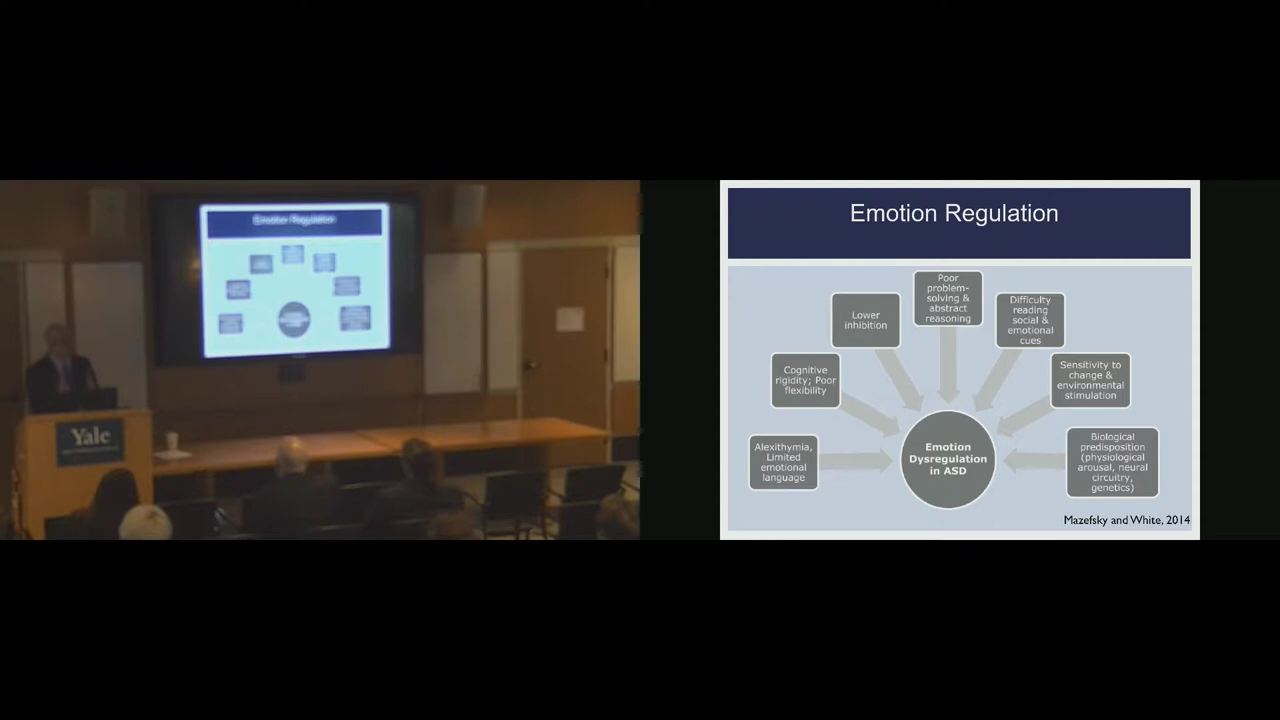 Emotion Regulation
Yale
Emotion Regulation
Poor
problem-
solving &
abstract
reasoning
Lower
inhibition
Difficulty
reading
social &
emotional
cues
Cognitive
rigidity; Poor
flexibility
Sensitivity to
change &
environmental
stimulation
Alexithymia,
Limited
emotional
language
Emotion
Dysregulation
in ASD
Biological
predisposition
(physiological
arousal, neural
circuitry,
genetics)
Mazefsky and White, 2014